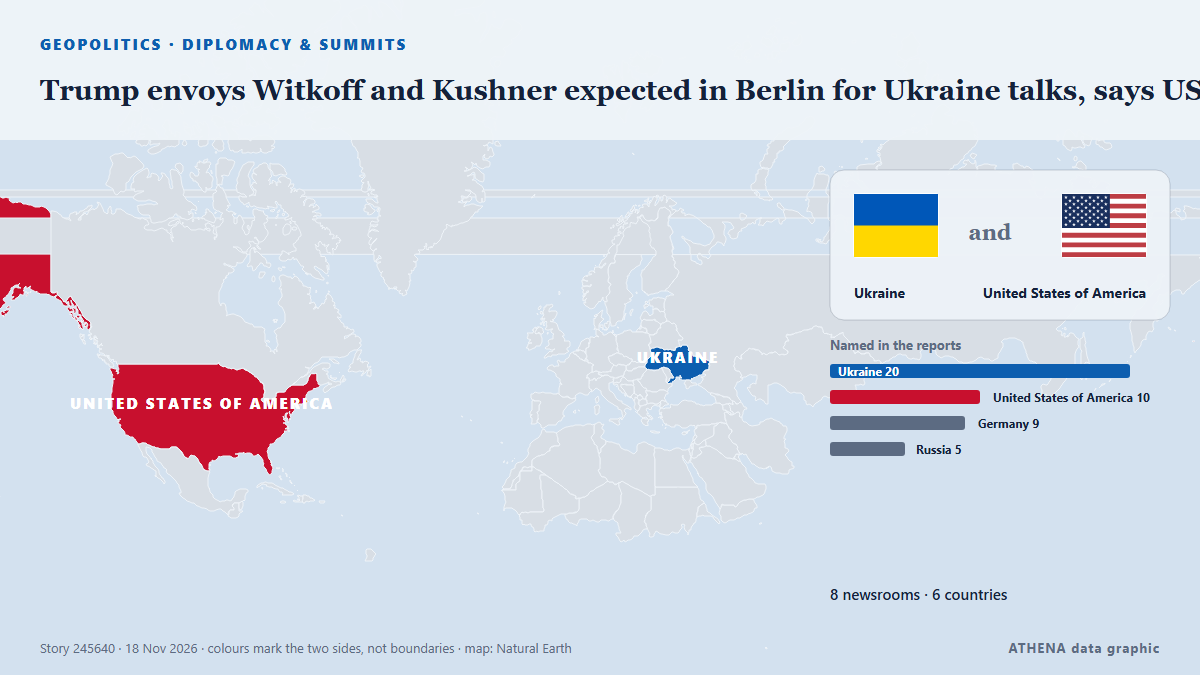 GEOPOLITICS · DIPLOMACY & SUMMITS
Trump envoys Witkoff and Kushner expected in Berlin for Ukraine talks, says US
and
Ukraine
United States of America
Named in the reports
Ukraine 20
United States of America 10
Germany 9
Russia 5
UKRAINE
UNITED STATES OF AMERICA
8 newsrooms · 6 countries
Story 245640 · 18 Nov 2026 · colours mark the two sides, not boundaries · map: Natural Earth
ATHENA data graphic